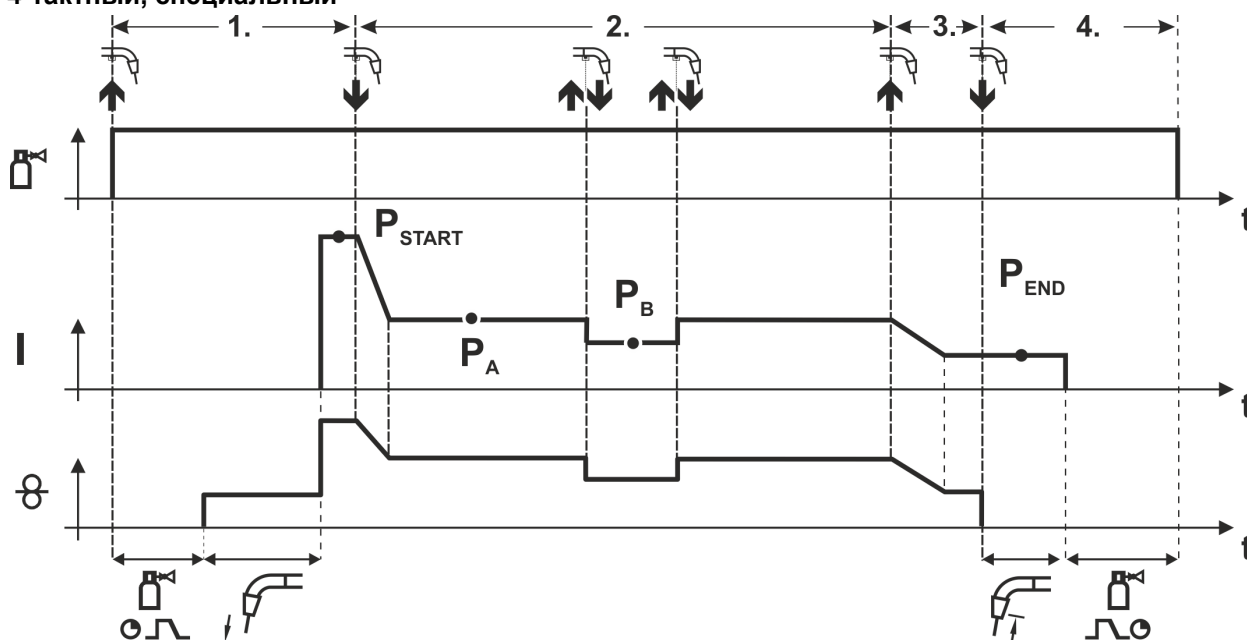 4-тактный, специальный
1. 2. 3. 4.
t
P START
P END
P B
I
P A
t
t